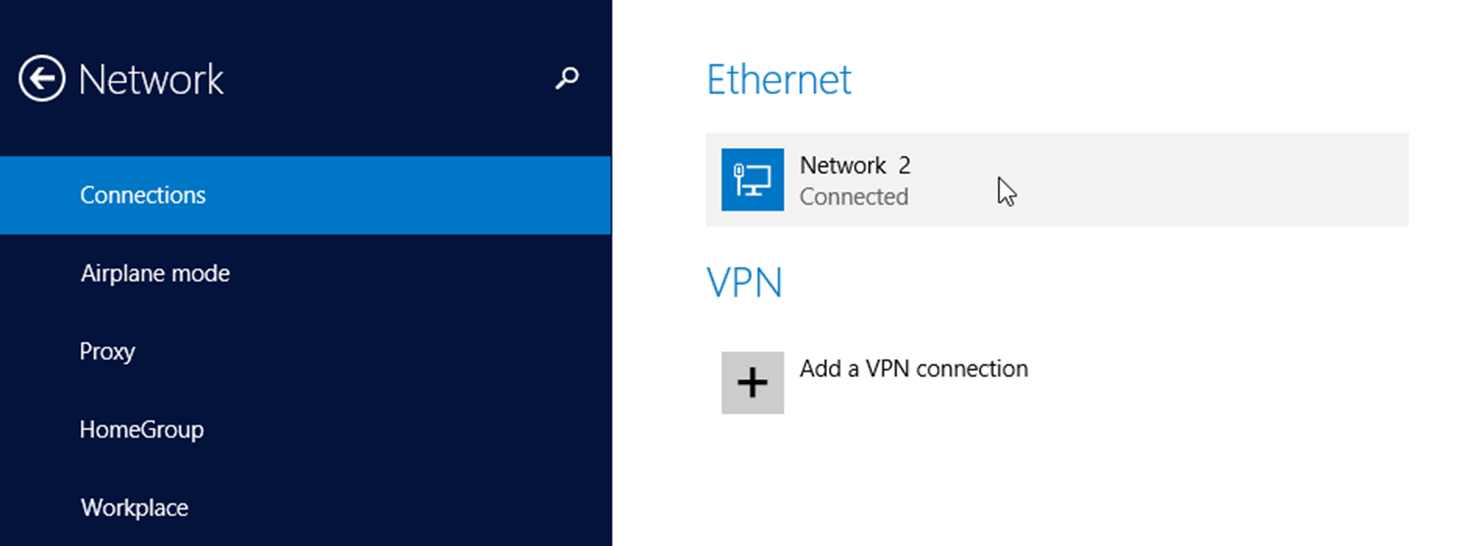 Network
Connections
Airplane mode
Proxy
HomeGroup
Workplace
Ethernet
Network 2
Connected
VPN
Add a VPN connection